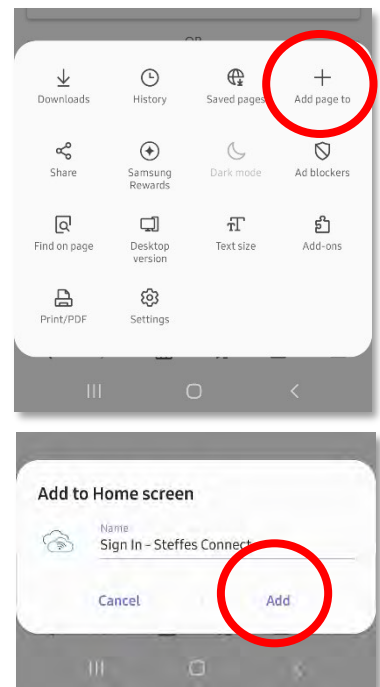 OR
Downloads
History
Saved pages
Add page to
Share
Samsung
Rewards
Dark mode
Ad blockers
Find on page
Desktop
version
Text size
Add-ons
Print/PDF
Settings
Add to Home screen
Name
Sign In – Steffes Connect
Cancel
Add